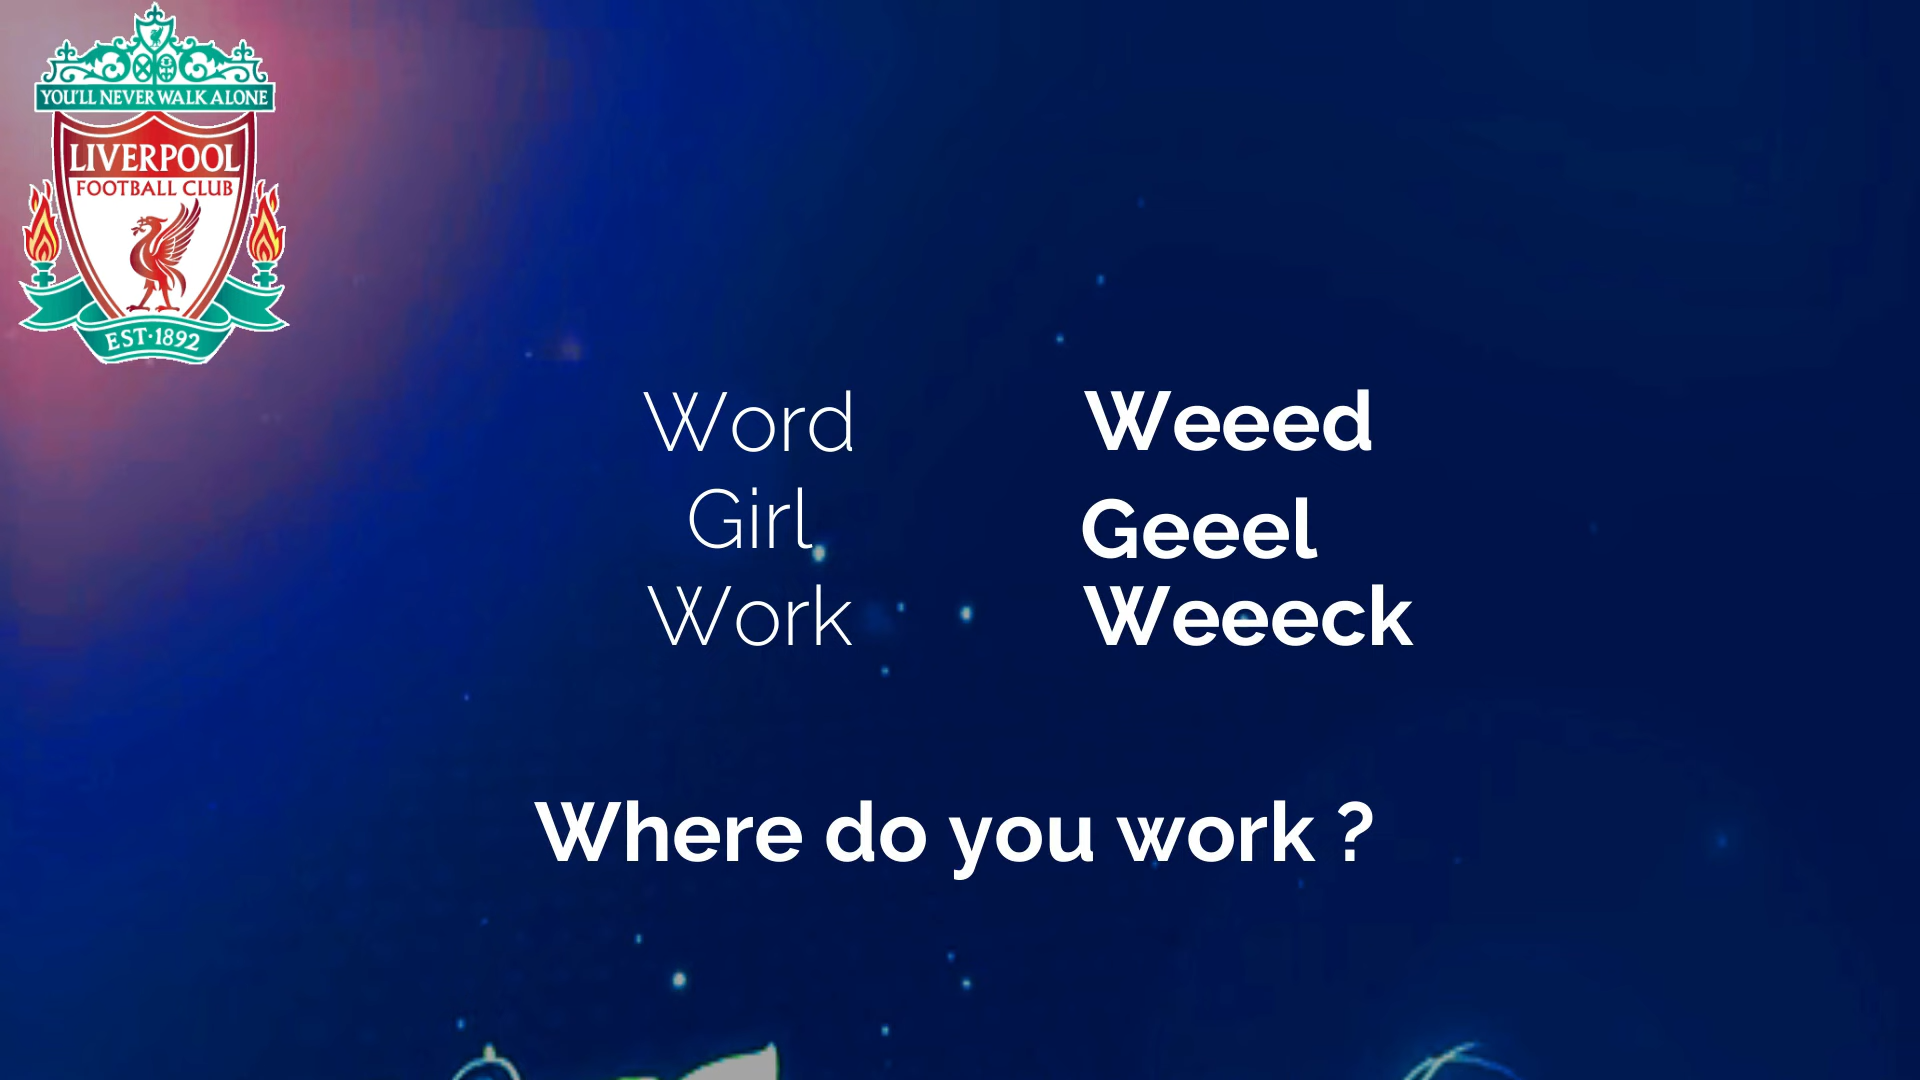 YOU'LL NEVER WALK ALONE
LIVERPOOL
FOOTBALL CLUB
EST·1892
Word Weeed
Girl Geeel
Work Weeeck
Where do you work ?